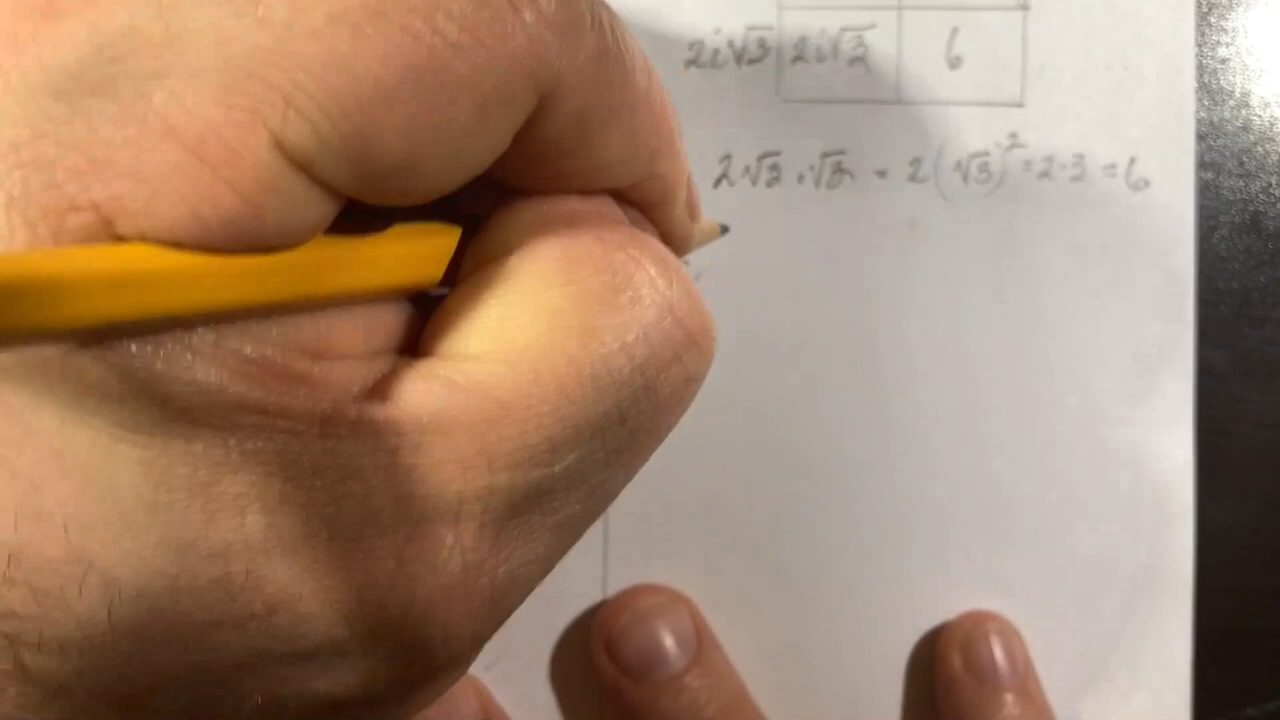 2i√3 2i√3 6
2√3 · √3 = 2(√3)² = 2·3 = 6